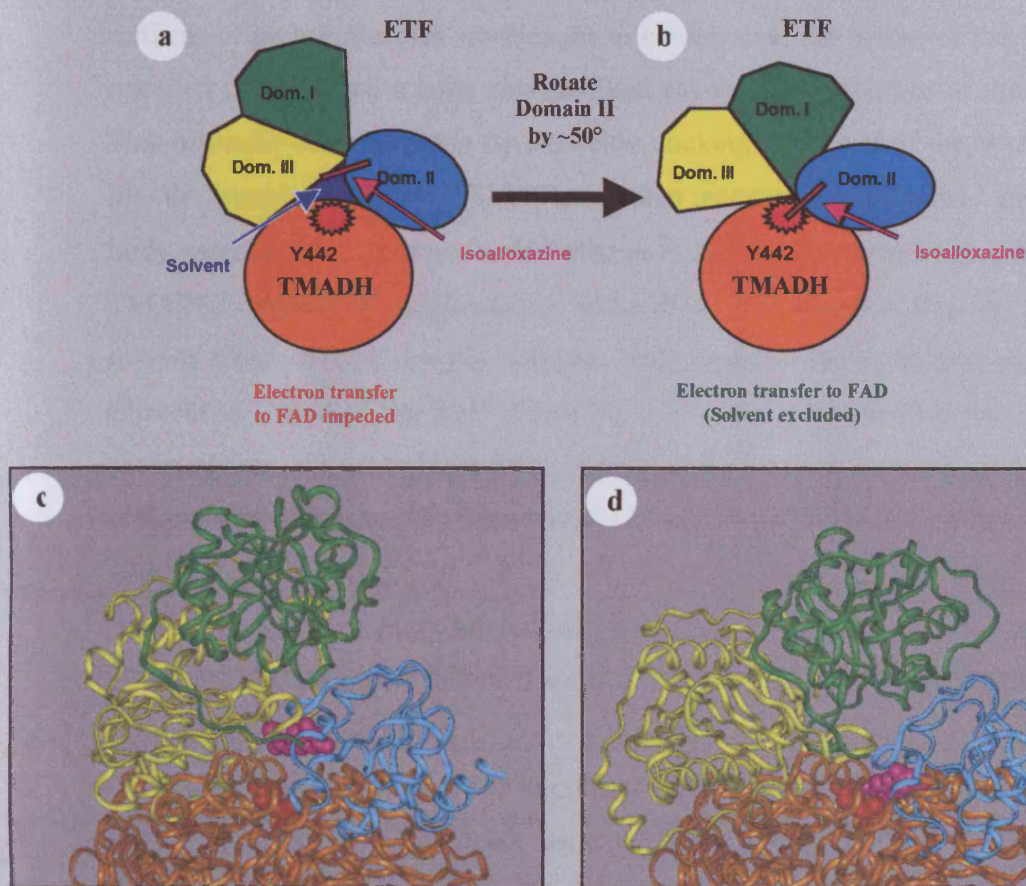 a
ETF
Dom. I
Dom. III
Dom. II
Y442
TMADH
Solvent
Isoalloxazine
Electron transfer
to FAD impeded
Rotate
Domain II
by ~50°
b
ETF
Dom. I
Dom. III
Dom. II
Y442
TMADH
Isoalloxazine
Electron transfer to FAD
(Solvent excluded)
c
d